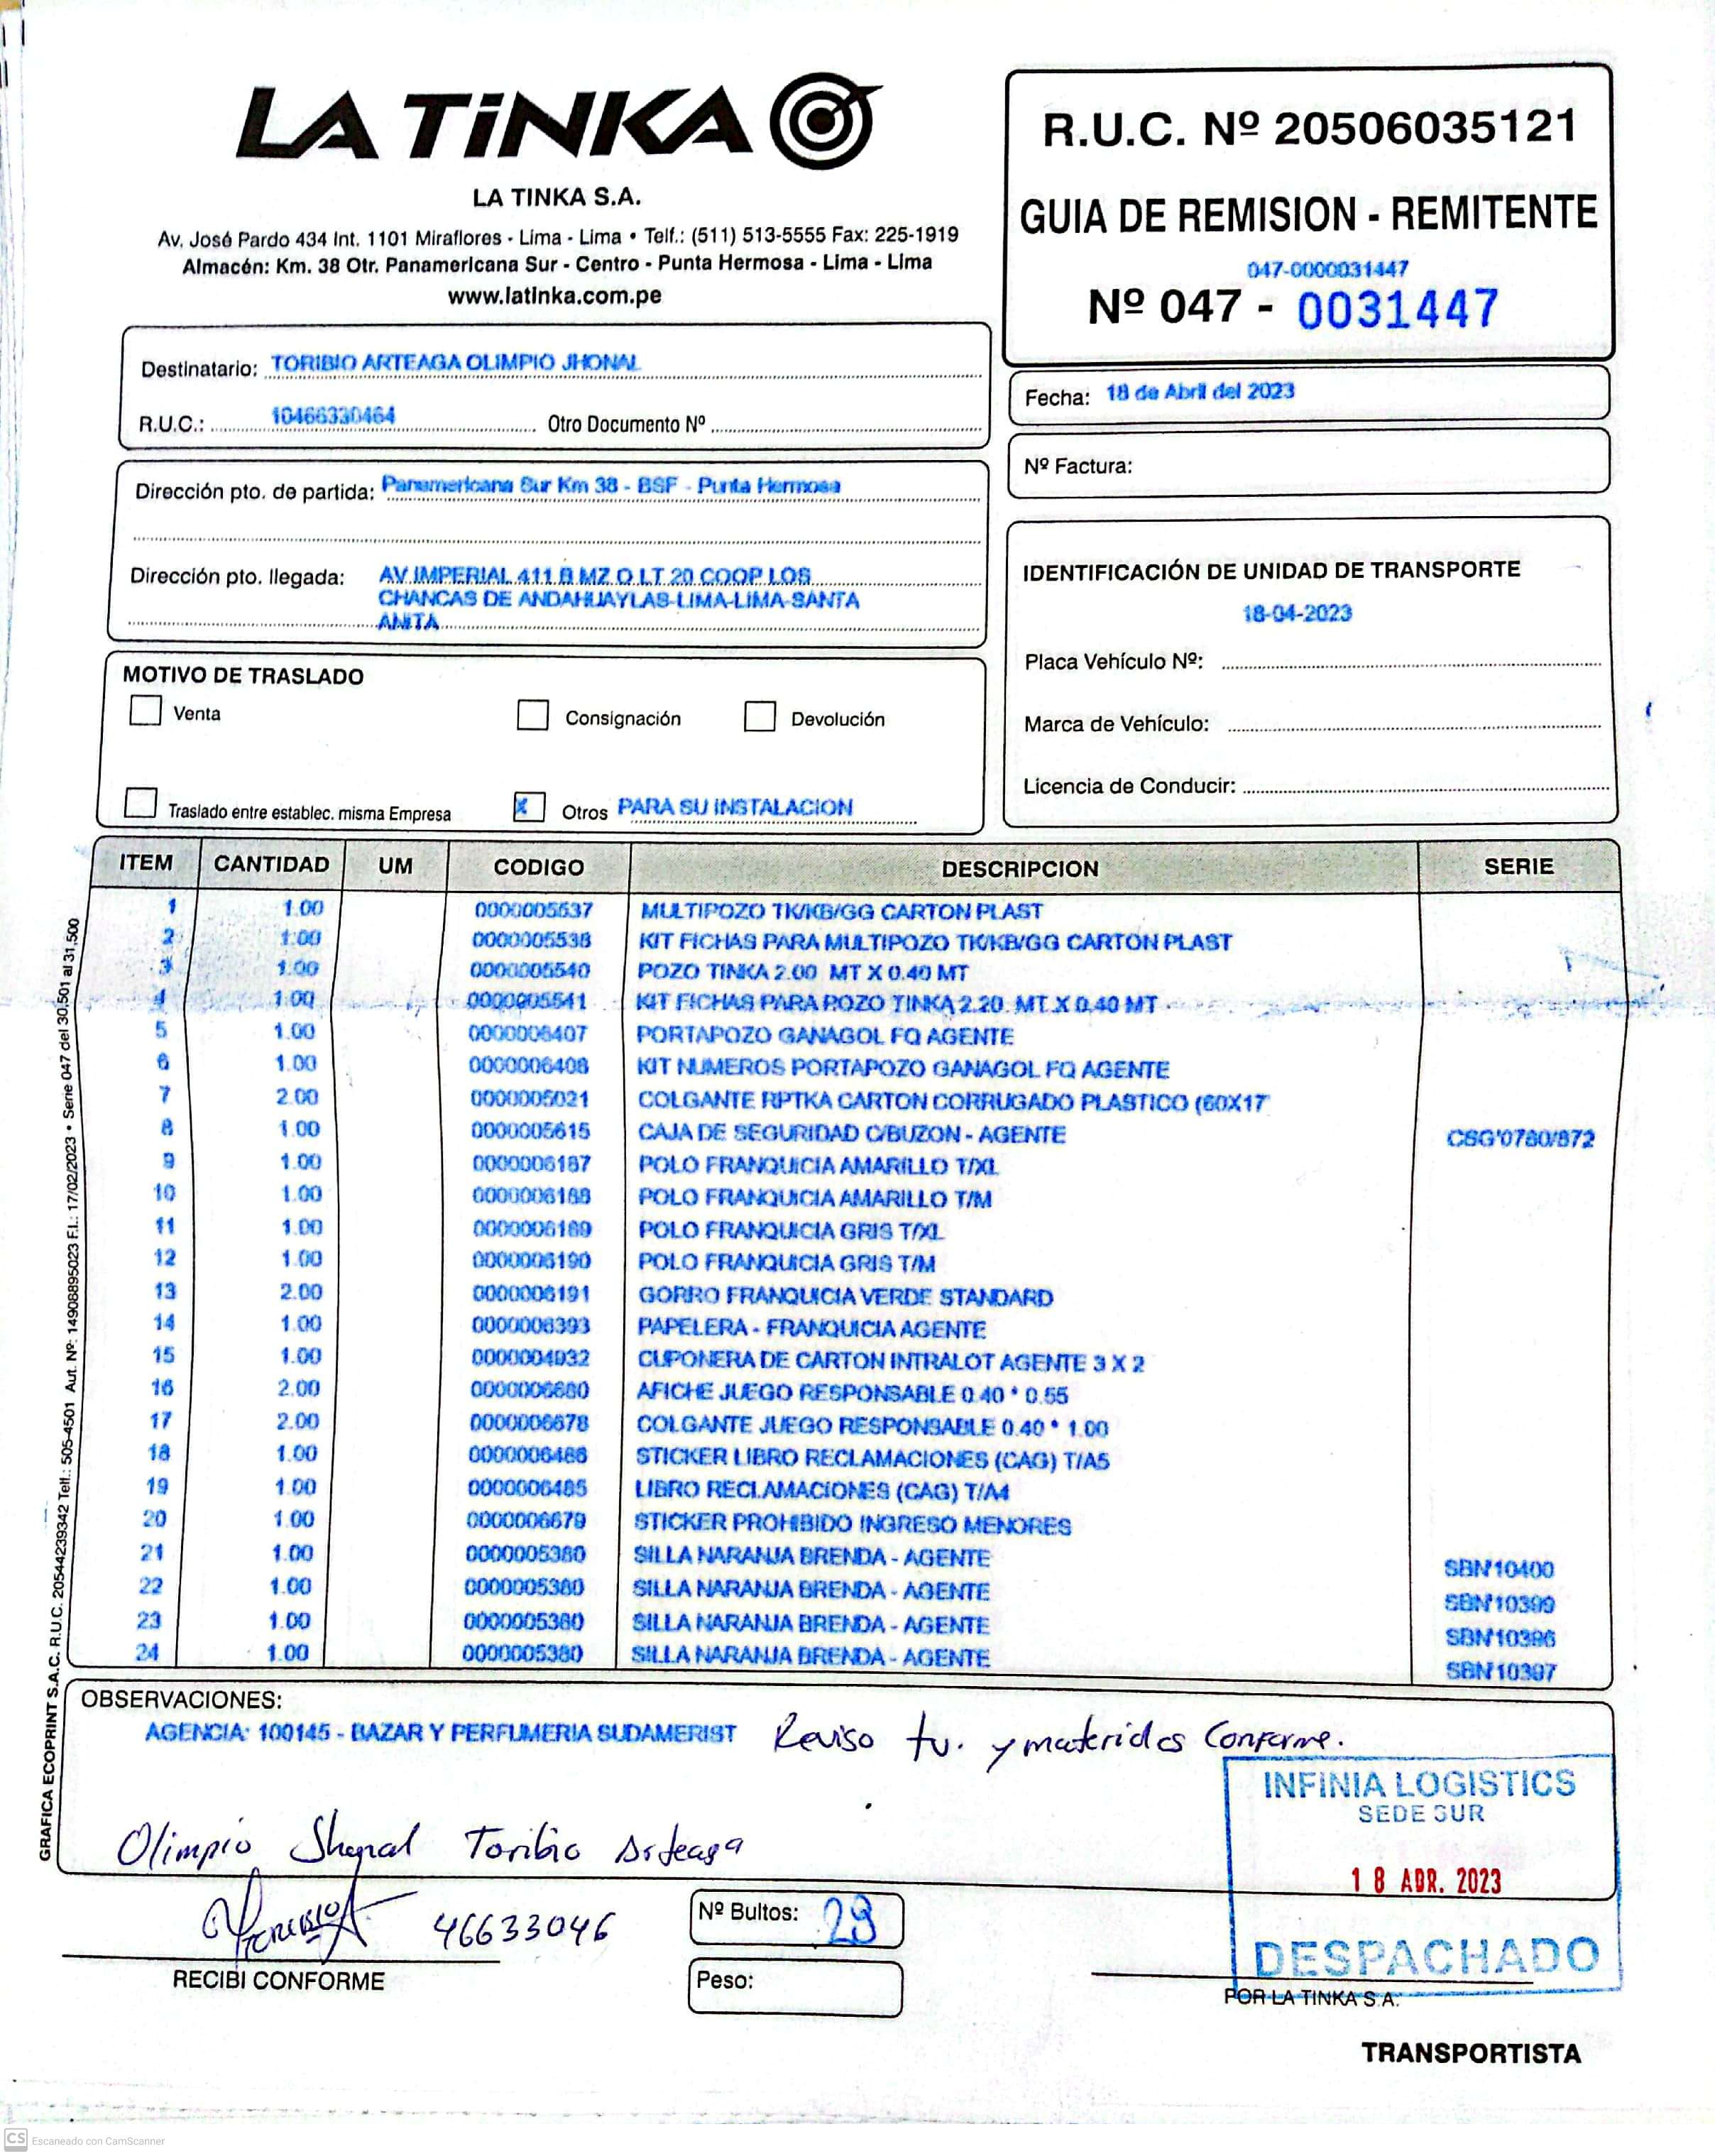 LA TiNKA
LA TINKA S.A.
Av. José Pardo 434 Int. 1101 Miraflores - Lima - Lima • Telf.: (511) 513-5555 Fax: 225-1919
Almacén: Km. 38 Otr. Panamericana Sur - Centro - Punta Hermosa - Lima - Lima
www.latinka.com.pe
R.U.C. Nº 20506035121
GUIA DE REMISION - REMITENTE
047-0000031447
Nº 047 - 0031447
Destinatario: TORIBIO ARTEAGA OLIMPIO JHONAL
R.U.C.: 10466330464 Otro Documento Nº
Fecha: 18 de Abril del 2023
Nº Factura:
Dirección pto. de partida: Panamericana Sur Km 38 - BSF - Punta Hermosa
Dirección pto. llegada: AV.IMPERIAL 411 B MZ O LT 20 COOP LOS
CHANCAS DE ANDAHUAYLAS-LIMA-LIMA-SANTA
ANITA
IDENTIFICACIÓN DE UNIDAD DE TRANSPORTE
18-04-2023
Placa Vehículo Nº:
Marca de Vehículo:
Licencia de Conducir:
MOTIVO DE TRASLADO
Venta Consignación Devolución
Traslado entre establec. misma Empresa X Otros PARA SU INSTALACION
ITEM CANTIDAD UM CODIGO DESCRIPCION SERIE
1 1.00 0000005537 MULTIPOZO TK/KB/GG CARTON PLAST
2 1.00 0000005538 KIT FICHAS PARA MULTIPOZO TK/KB/GG CARTON PLAST
3 1.00 0000005540 POZO TINKA 2.00 MT X 0.40 MT
4 1.00 0000005541 KIT FICHAS PARA POZO TINKA 2.20 MT X 0.40 MT
5 1.00 0000006407 PORTAPOZO GANAGOL FQ AGENTE
6 1.00 0000006408 KIT NUMEROS PORTAPOZO GANAGOL FQ AGENTE
7 2.00 0000005021 COLGANTE RPTKA CARTON CORRUGADO PLASTICO (60X17
8 1.00 0000005615 CAJA DE SEGURIDAD C/BUZON - AGENTE CSG'0780/872
9 1.00 0000006187 POLO FRANQUICIA AMARILLO T/XL
10 1.00 0000006188 POLO FRANQUICIA AMARILLO T/M
11 1.00 0000006189 POLO FRANQUICIA GRIS T/XL
12 1.00 0000006190 POLO FRANQUICIA GRIS T/M
13 2.00 0000006191 GORRO FRANQUICIA VERDE STANDARD
14 1.00 0000006393 PAPELERA - FRANQUICIA AGENTE
15 1.00 0000004932 CUPONERA DE CARTON INTRALOT AGENTE 3 X 2
16 2.00 0000006680 AFICHE JUEGO RESPONSABLE 0.40 * 0.55
17 2.00 0000006678 COLGANTE JUEGO RESPONSABLE 0.40 * 1.00
18 1.00 0000006486 STICKER LIBRO RECLAMACIONES (CAG) T/A5
19 1.00 0000006485 LIBRO RECLAMACIONES (CAG) T/A4
20 1.00 0000006679 STICKER PROHIBIDO INGRESO MENORES
21 1.00 0000005380 SILLA NARANJA BRENDA - AGENTE SBN'10400
22 1.00 0000005380 SILLA NARANJA BRENDA - AGENTE SBN'10399
23 1.00 0000005380 SILLA NARANJA BRENDA - AGENTE SBN'10396
24 1.00 0000005380 SILLA NARANJA BRENDA - AGENTE SBN'10397
GRAFICA ECOPRINT S.A.C. R.U.C. 20544239342 Telf.: 505-4501 Aut. Nº: 14906895023 F.I.: 17/02/2023 • Serie 047 del 30,501 al 31,500
OBSERVACIONES:
AGENCIA: 100145 - BAZAR Y PERFUMERIA SUDAMERIST Reviso tv. y materiales Conforme.
Olimpio Jhonal Toribio Arteaga
INFINIA LOGISTICS
SEDE SUR
18 ABR. 2023
DESPACHADO
46633046
RECIBI CONFORME
Nº Bultos: 29
Peso:
POR LA TINKA S.A.
TRANSPORTISTA
CS Escaneado con CamScanner